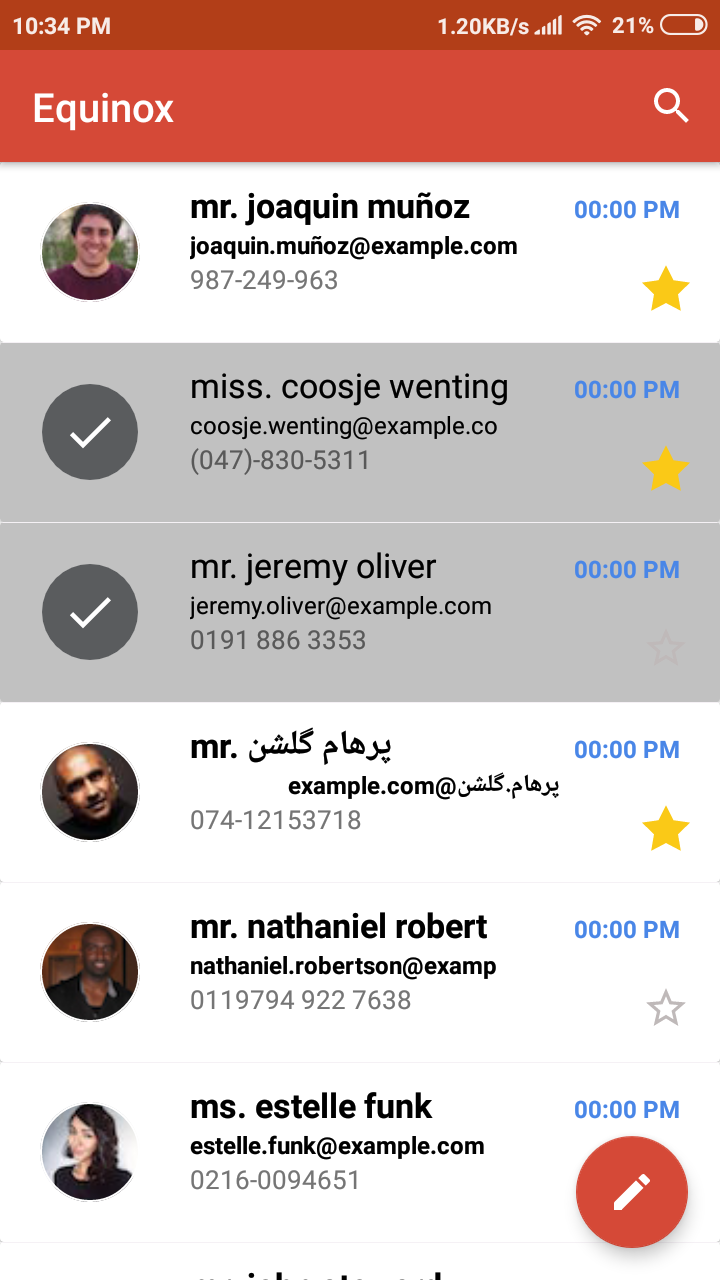 10:34 PM 1.20KB/s 21%
Equinox
mr. joaquin muñoz 00:00 PM
joaquin.muñoz@example.com
987-249-963
miss. coosje wenting 00:00 PM
coosje.wenting@example.co
(047)-830-5311
mr. jeremy oliver 00:00 PM
jeremy.oliver@example.com
0191 886 3353
mr. پرهام گلشن 00:00 PM
پرهام.گلشن@example.com
074-12153718
mr. nathaniel robert 00:00 PM
nathaniel.robertson@examp
0119794 922 7638
ms. estelle funk 00:00 PM
estelle.funk@example.com
0216-0094651